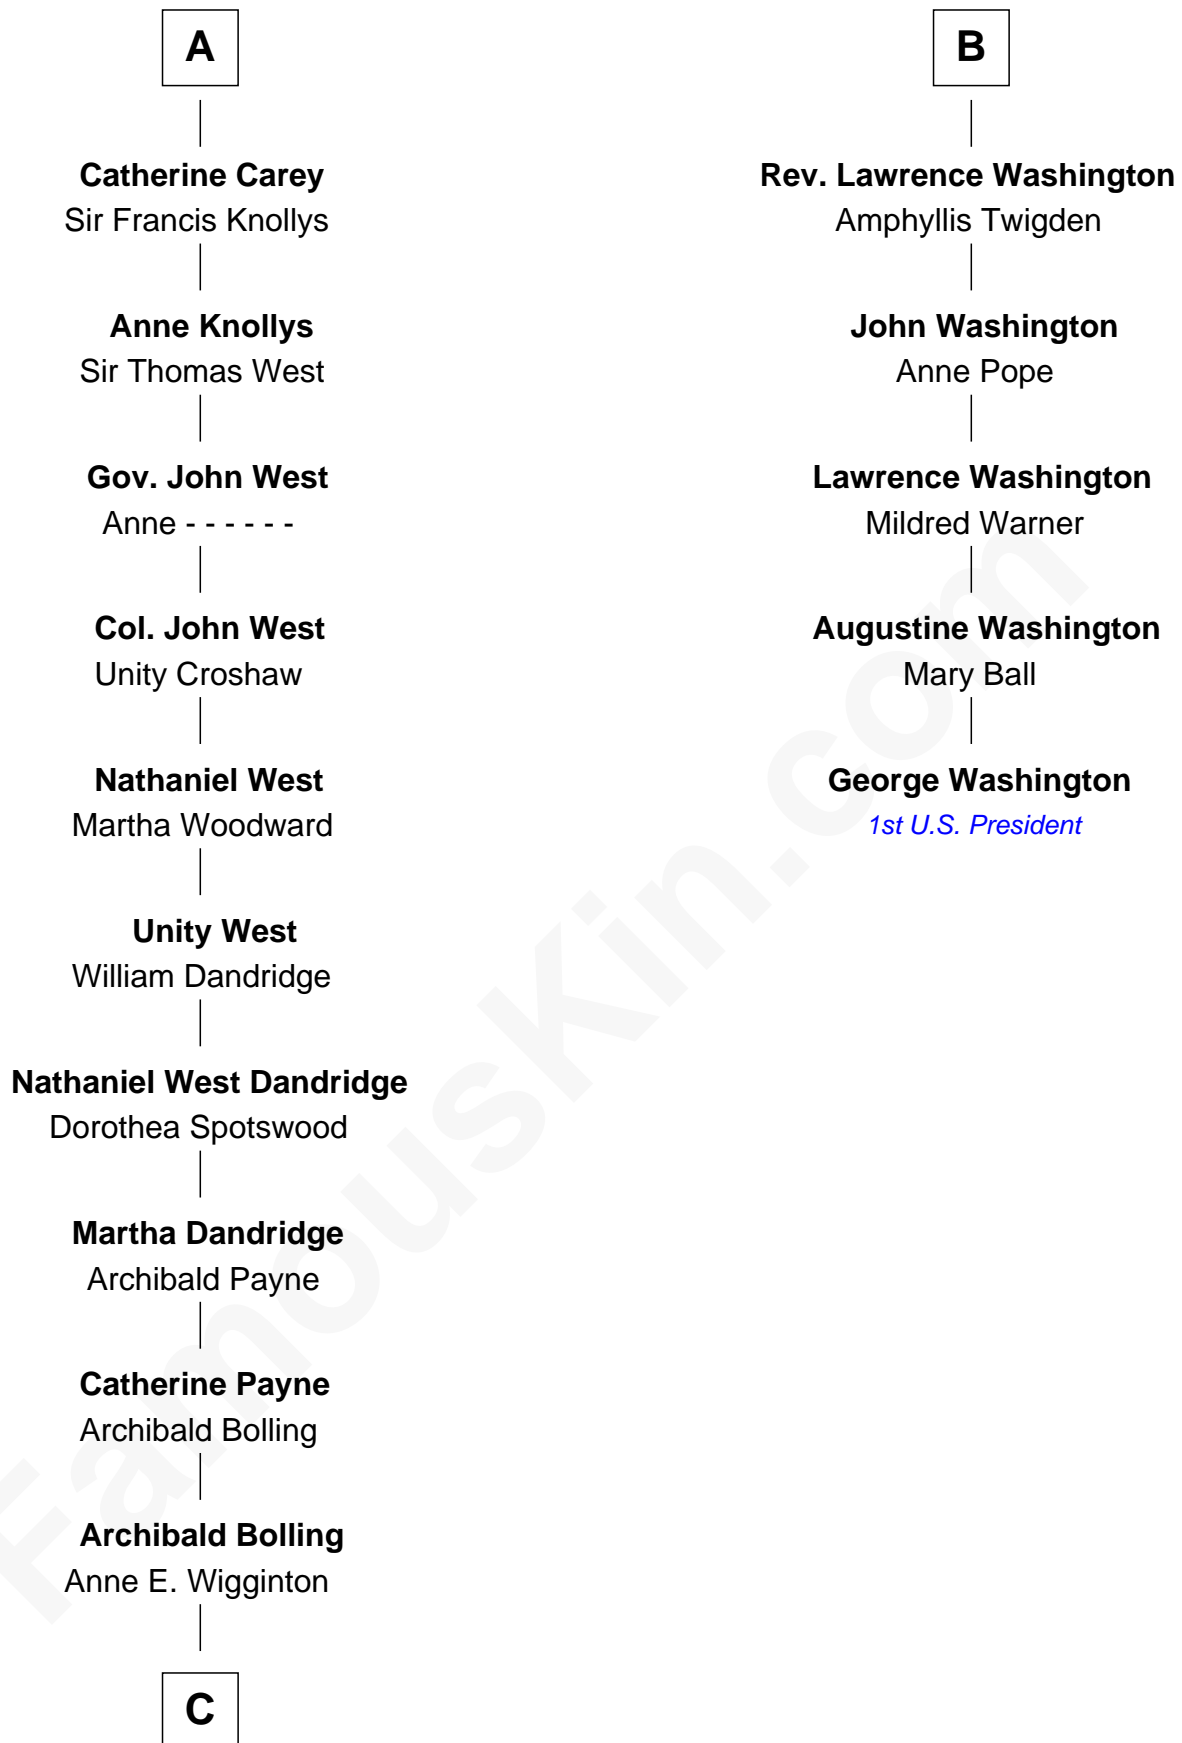 A
Catherine Carey
Sir Francis Knollys
Anne Knollys
Sir Thomas West
Gov. John West
Anne - - - - - -
Col. John West
Unity Croshaw
Nathaniel West
Martha Woodward
Unity West
William Dandridge
Nathaniel West Dandridge
Dorothea Spotswood
Martha Dandridge
Archibald Payne
Catherine Payne
Archibald Bolling
Archibald Bolling
Anne E. Wigginton
C
B
Rev. Lawrence Washington
Amphyllis Twigden
John Washington
Anne Pope
Lawrence Washington
Mildred Warner
Augustine Washington
Mary Ball
George Washington
1st U.S. President
FamousKin.com